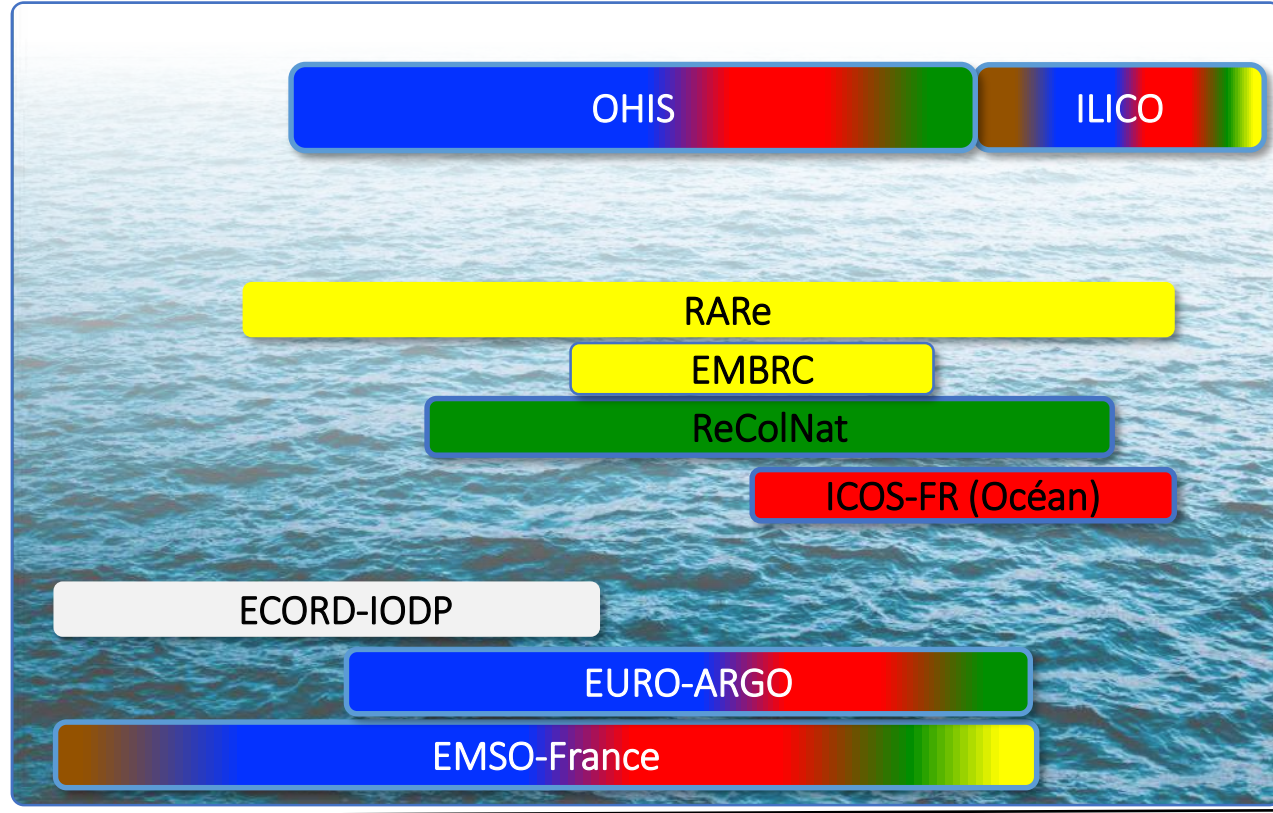 OHIS
ILICO
RARe
EMBRC
ReColNat
ICOS-FR (Océan)
ECORD-IODP
EURO-ARGO
EMSO-France